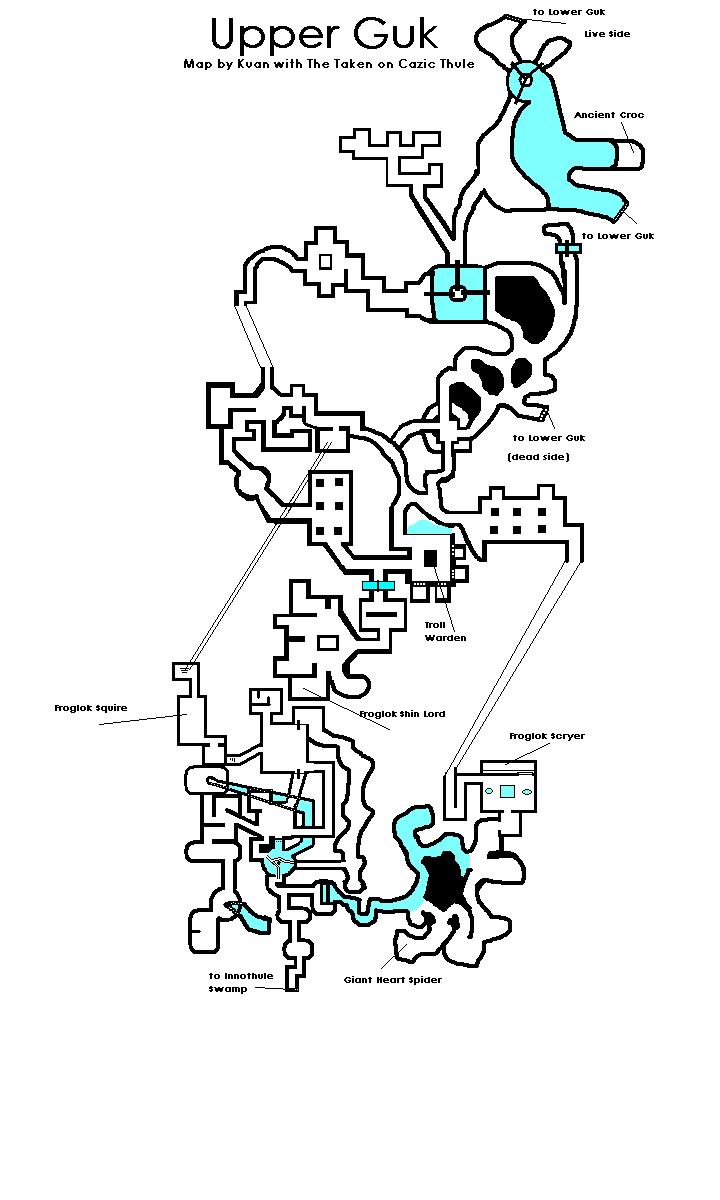 Upper Guk
Map by Kvan with The Taken on Cazic Thule
to Lower Guk
Live Side
Ancient Croc
to Lower Guk
to Lower Guk
(dead side)
Troll
Warden
Froglok Squire
Froglok Shin Lord
Froglok Scryer
to Innothule
Swamp
Giant Heart Spider